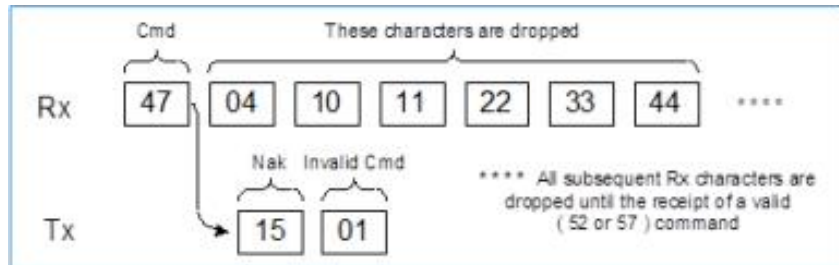 Cmd These characters are dropped
Rx 47 04 10 11 22 33 44 ****
Nak Invalid Cmd
**** All subsequent Rx characters are
dropped until the receipt of a valid
( 52 or 57 ) command
Tx 15 01